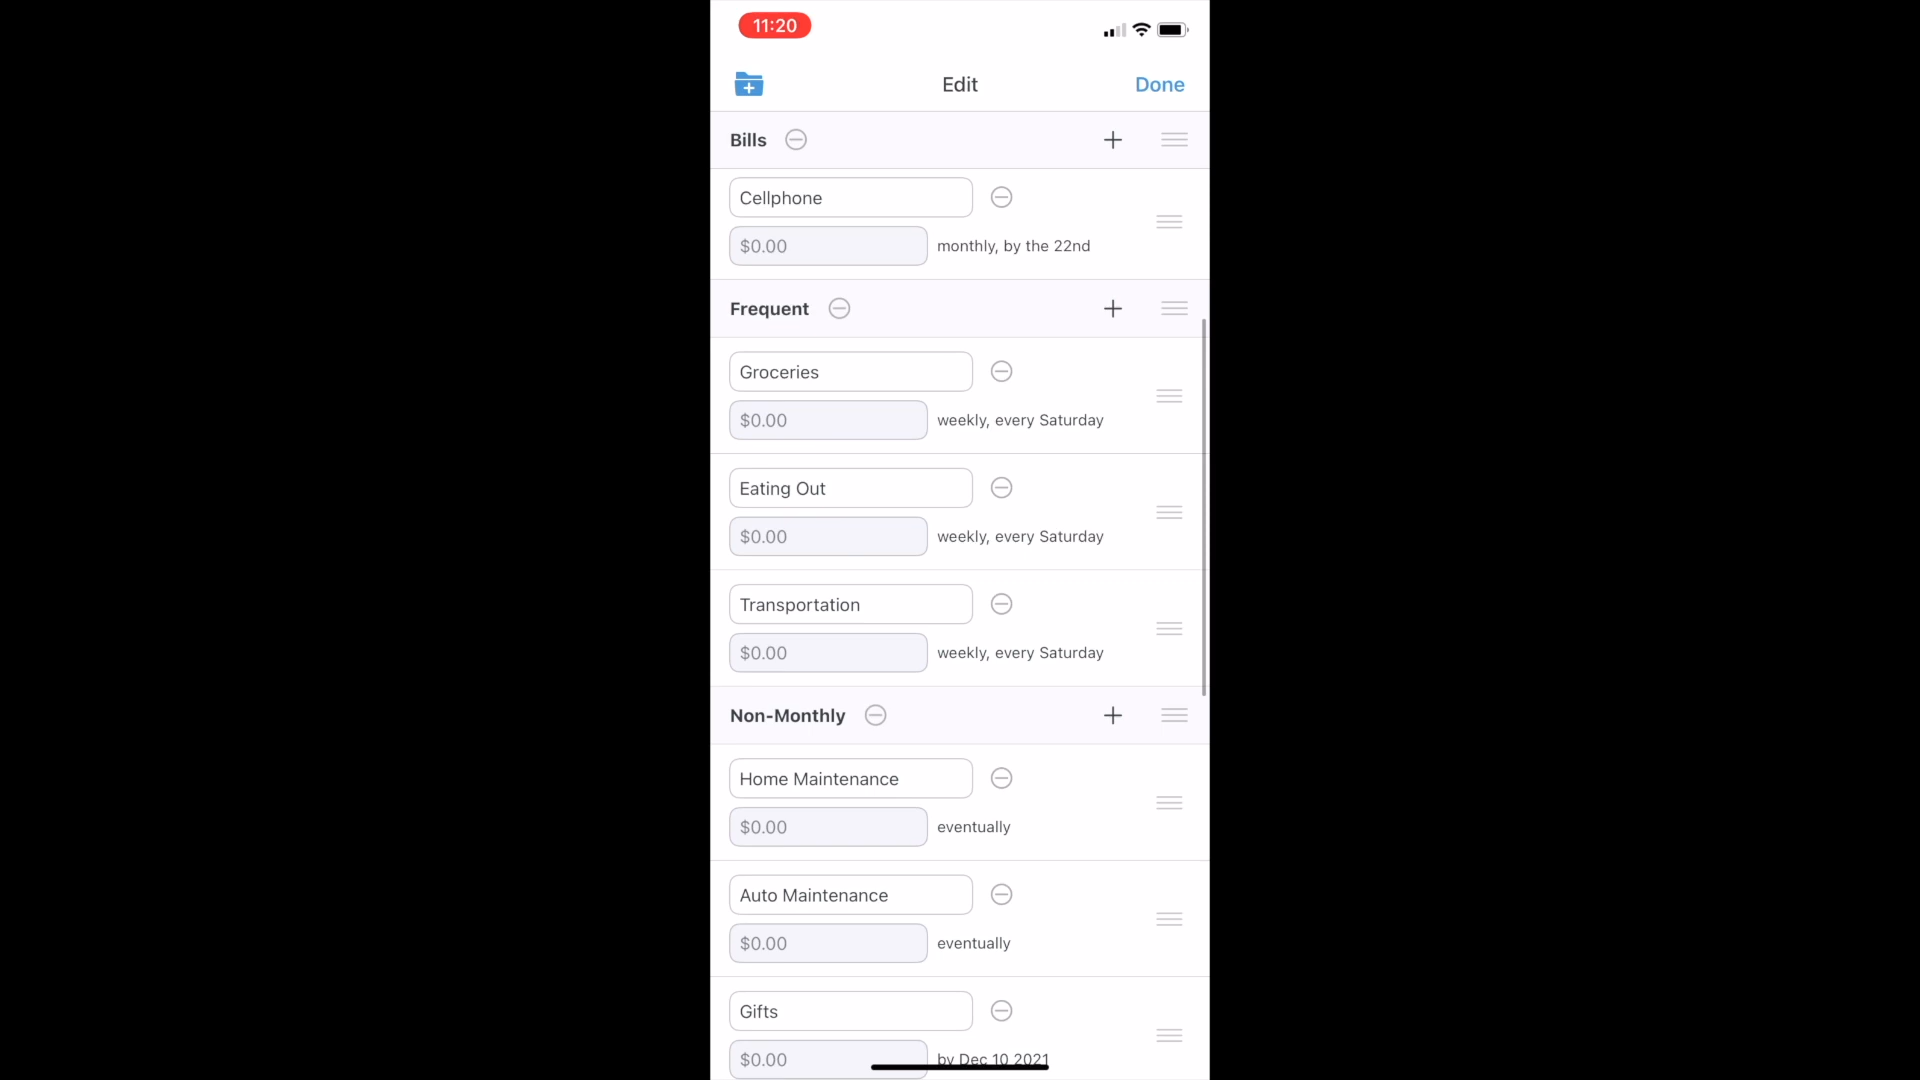 11:20
Edit
Done
Bills
Cellphone
$0.00
monthly, by the 22nd
Frequent
Groceries
$0.00
weekly, every Saturday
Eating Out
$0.00
weekly, every Saturday
Transportation
$0.00
weekly, every Saturday
Non-Monthly
Home Maintenance
$0.00
eventually
Auto Maintenance
$0.00
eventually
Gifts
$0.00
by Dec 10 2021